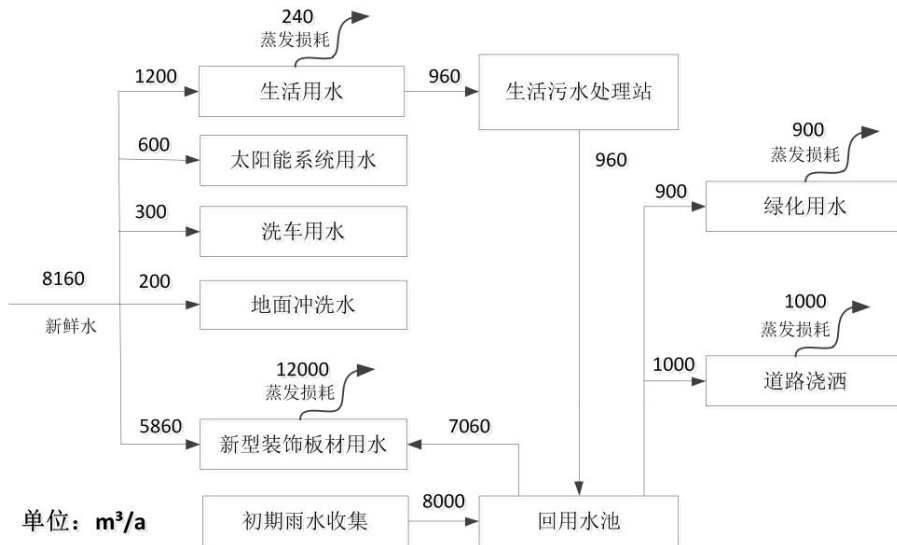 240
蒸发损耗
1200
生活用水
960
生活污水处理站
600
太阳能系统用水
960
900
蒸发损耗
300
洗车用水
900
绿化用水
8160
新鲜水
200
地面冲洗水
1000
蒸发损耗
12000
蒸发损耗
1000
道路浇洒
5860
新型装饰板材用水
7060
单位：m³/a
初期雨水收集
8000
回用水池